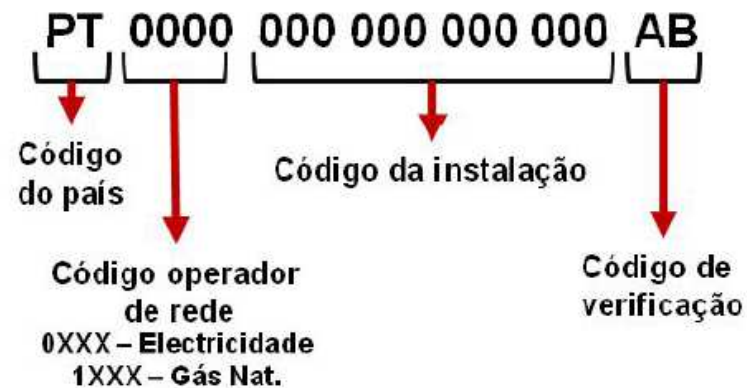 PT 0000 000 000 000 000 AB
Código
do país
Código da instalação
Código operador
de rede
0XXX – Electricidade
1XXX – Gás Nat.
Código de
verificação